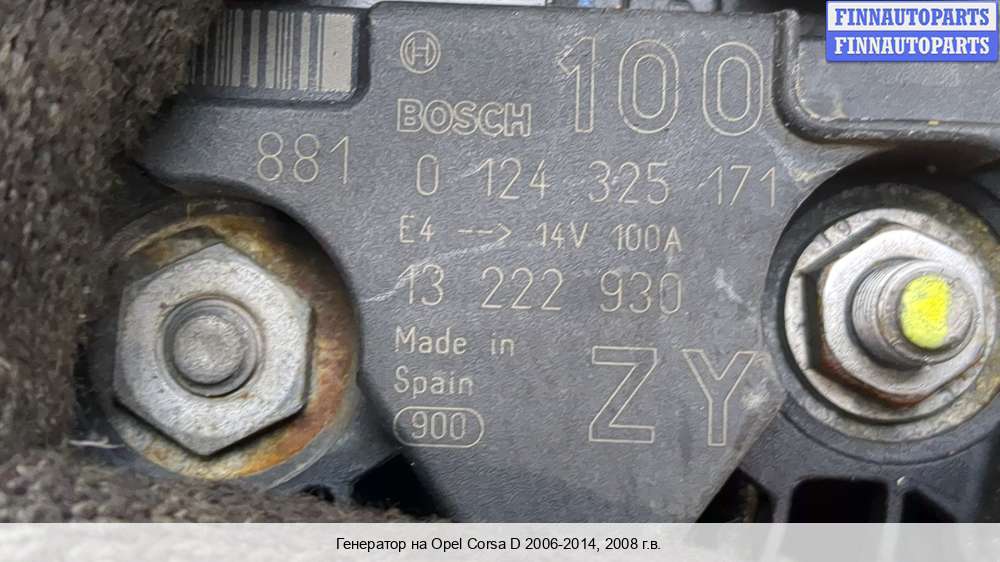 FINNAUTOPARTS
FINNAUTOPARTS
100
BOSCH
881 0 124 325 171
E4 --> 14V 100A
13 222 930
Made in
Spain
900
ZY
Генератор на Opel Corsa D 2006-2014, 2008 г.в.